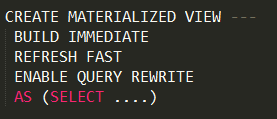 CREATE MATERIALIZED VIEW ---
BUILD IMMEDIATE
REFRESH FAST
ENABLE QUERY REWRITE
AS (SELECT ....)